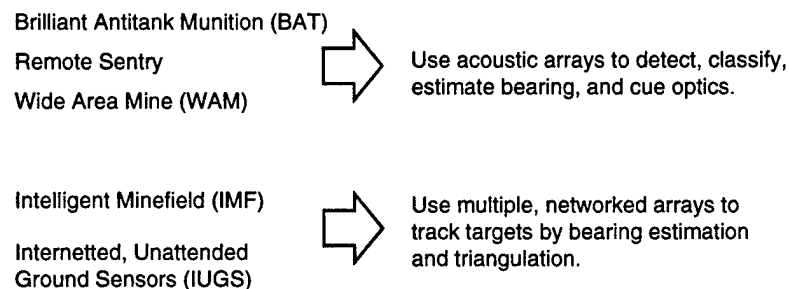 Brilliant Antitank Munition (BAT)
Remote Sentry
Wide Area Mine (WAM)
Use acoustic arrays to detect, classify,
estimate bearing, and cue optics.
Intelligent Minefield (IMF)
Internetted, Unattended
Ground Sensors (IUGS)
Use multiple, networked arrays to
track targets by bearing estimation
and triangulation.